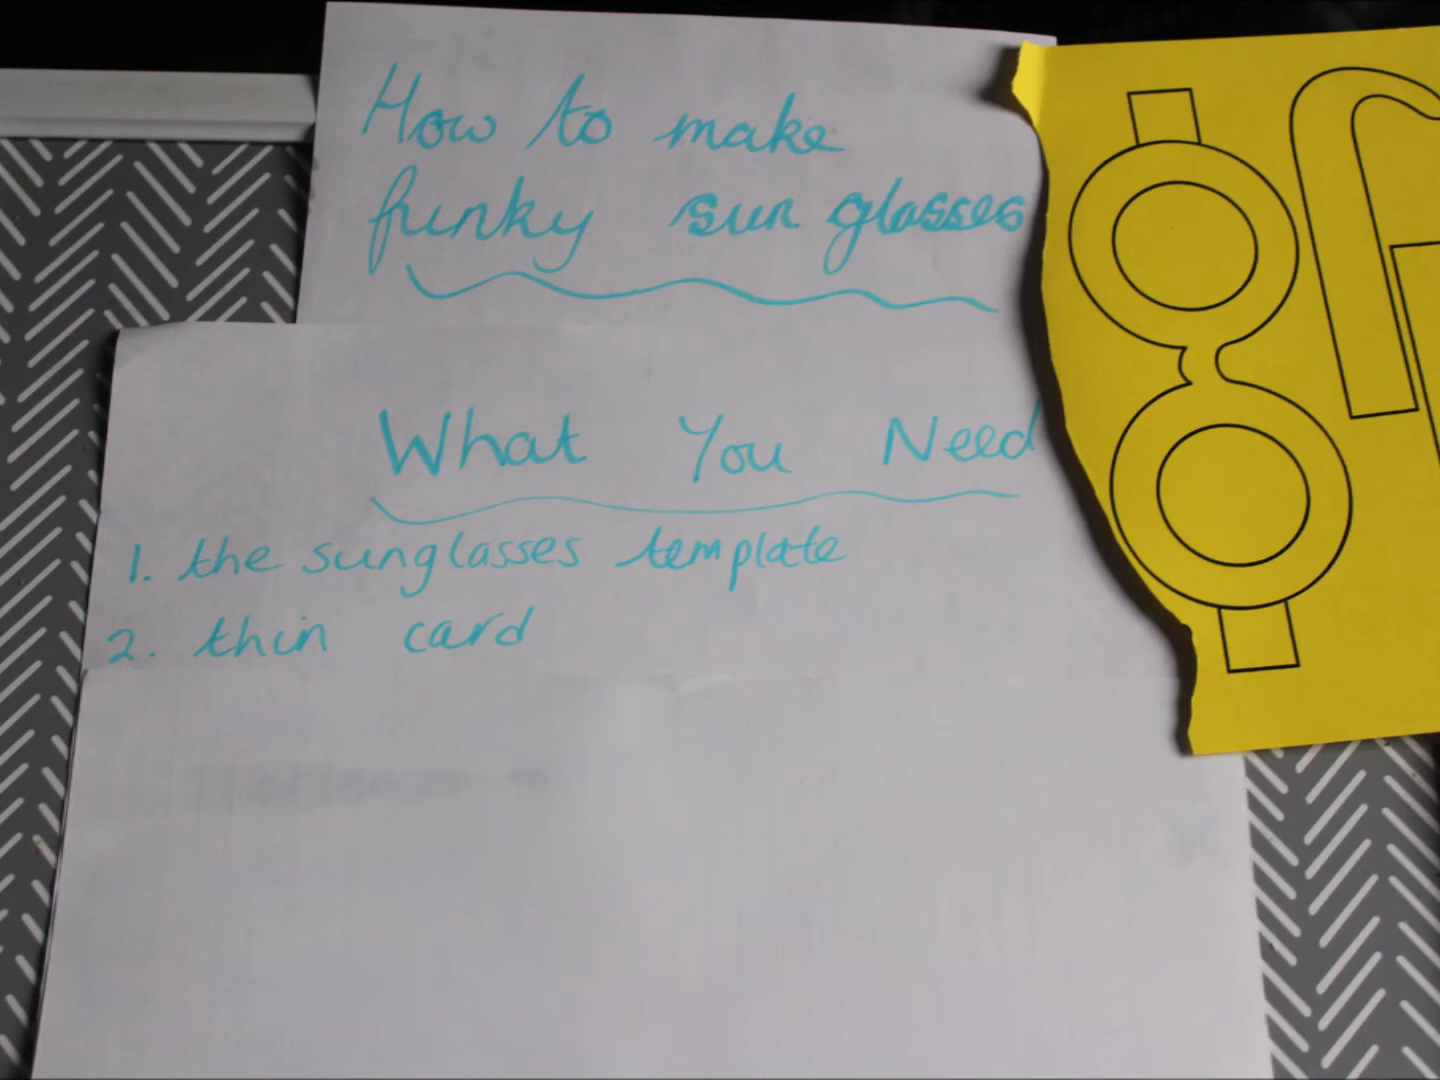 How to make
funky sun glasses
What You Need
1. the sunglasses template
2. thin card